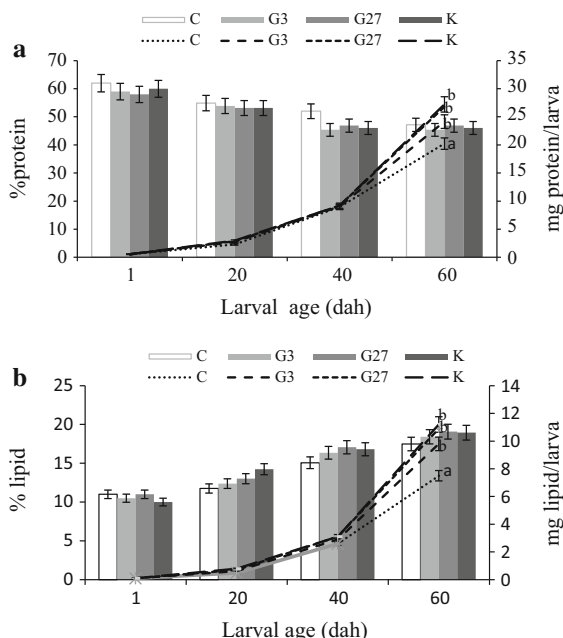 C G3 G27 K
C G3 G27 K
a
70 35
60 30
50 25
40 20
30 15
20 10
10 5
0 0
%protein
mg protein/larva
b
b
b
a
1 20 40 60
Larval age (dah)
C G3 G27 K
C G3 G27 K
b
25 14
20 12
15 10
10 8
5 6
0 4
2
0
% lipid
mg lipid/larva
b
b
b
a
1 20 40 60
Larval age (dah)